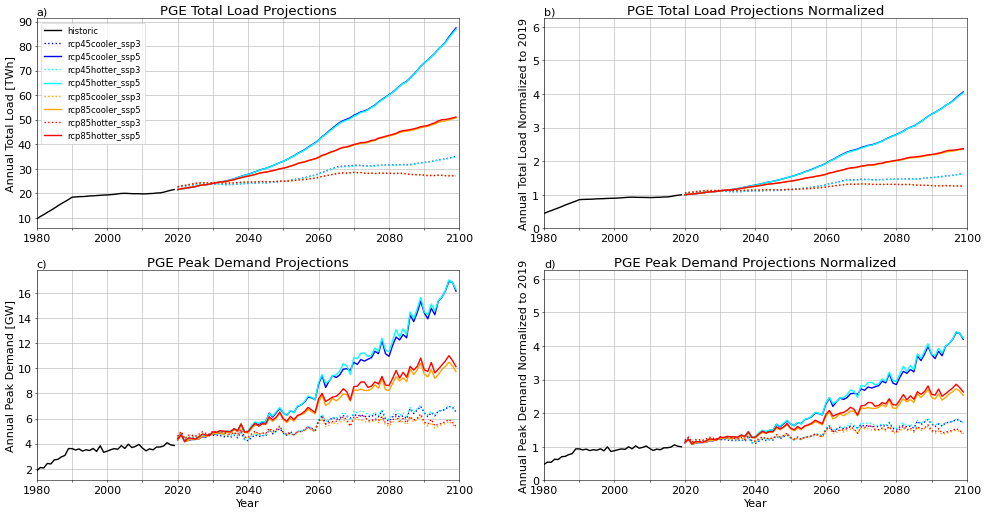 a) PGE Total Load Projections
Annual Total Load [TWh]
90
80
70
60
50
40
30
20
10
historic
rcp45cooler_ssp3
rcp45cooler_ssp5
rcp45hotter_ssp3
rcp45hotter_ssp5
rcp85cooler_ssp3
rcp85cooler_ssp5
rcp85hotter_ssp3
rcp85hotter_ssp5
1980 2000 2020 2040 2060 2080 2100
b) PGE Total Load Projections Normalized
Annual Total Load Normalized to 2019
6
5
4
3
2
1
0
1980 2000 2020 2040 2060 2080 2100
c) PGE Peak Demand Projections
Annual Peak Demand [GW]
16
14
12
10
8
6
4
2
1980 2000 2020 2040 2060 2080 2100
Year
d) PGE Peak Demand Projections Normalized
Annual Peak Demand Normalized to 2019
6
5
4
3
2
1
0
1980 2000 2020 2040 2060 2080 2100
Year